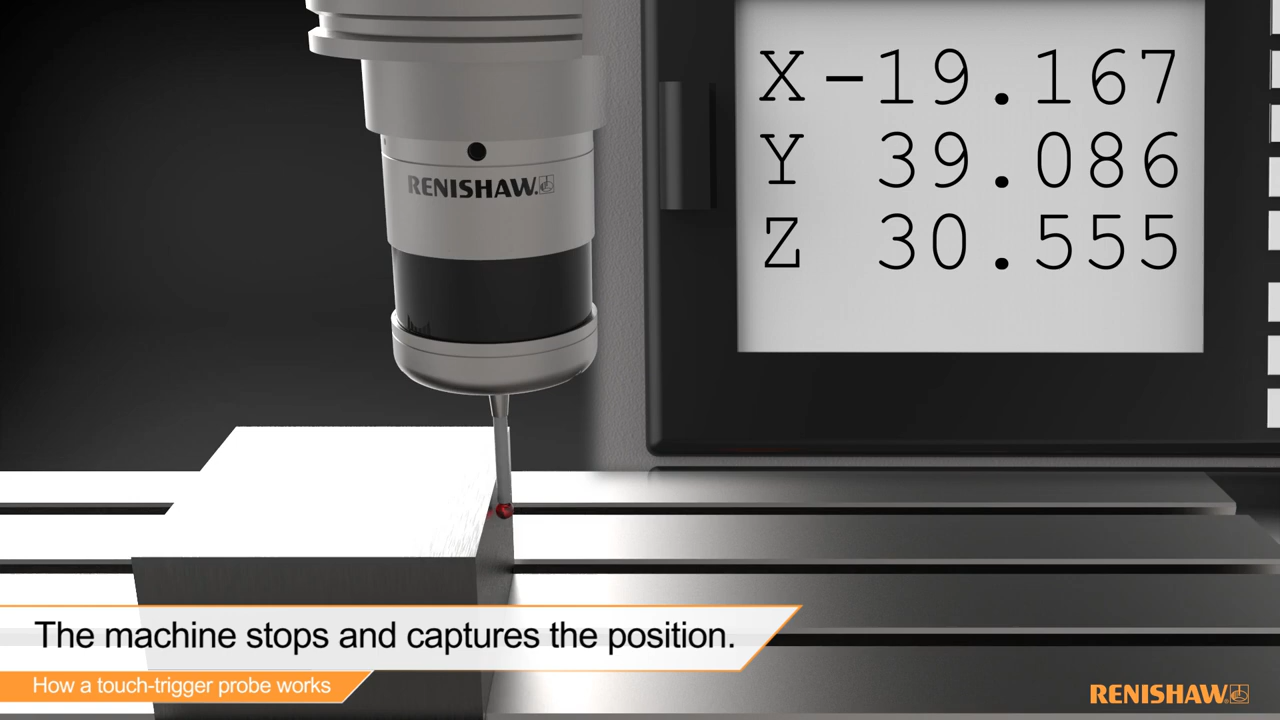 X-19.167
Y 39.086
Z 30.555
RENISHAW.
The machine stops and captures the position.
How a touch-trigger probe works
RENISHAW.